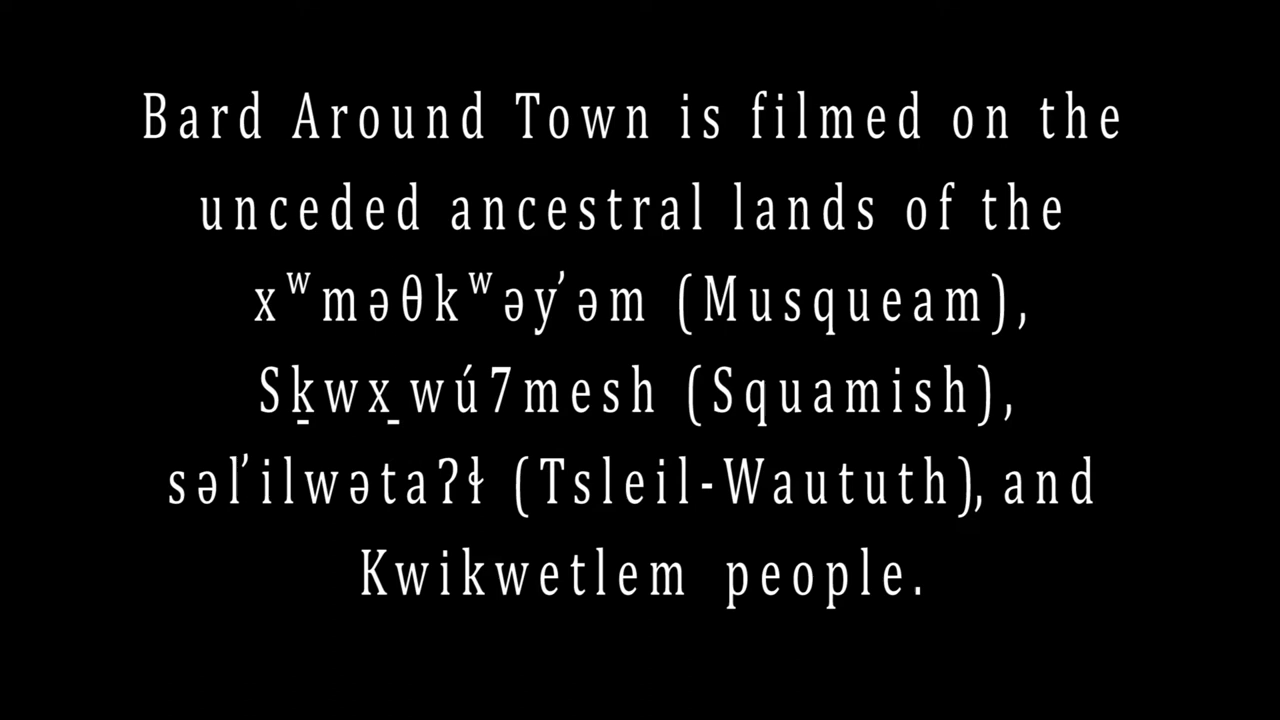 Bard Around Town is filmed on the
unceded ancestral lands of the
xʷməθkʷəy̓əm (Musqueam),
Sḵwx̱wú7mesh (Squamish),
səl̓ilwətaʔɬ (Tsleil-Waututh), and
Kwikwetlem people.